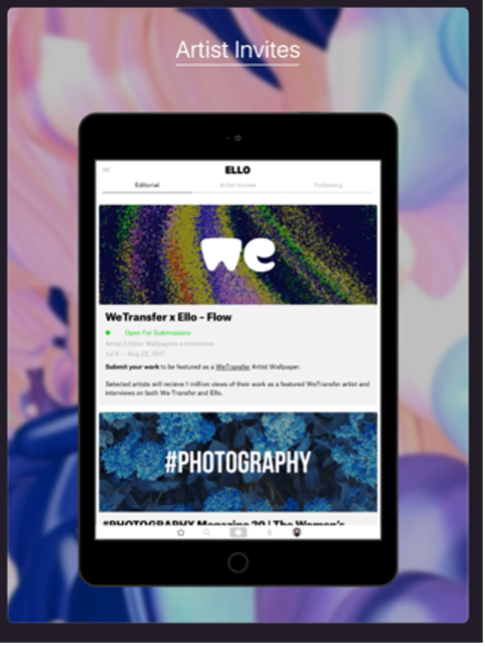 Artist Invites
ELLO
Editorial
Artist Invites
Following
we
WeTransfer x Ello - Flow
Open For Submissions
Artist Edition Wallpapers x Interviews
Jul 6 — Aug 22, 2017
Submit your work to be featured as a WeTransfer Artist Wallpaper.
Selected artists will recieve 1 million views of their work as a featured WeTransfer artist and
interviews on both We Transfer and Ello.
#PHOTOGRAPHY
#PHOTOGRAPHY Magazine 20 | The Women's